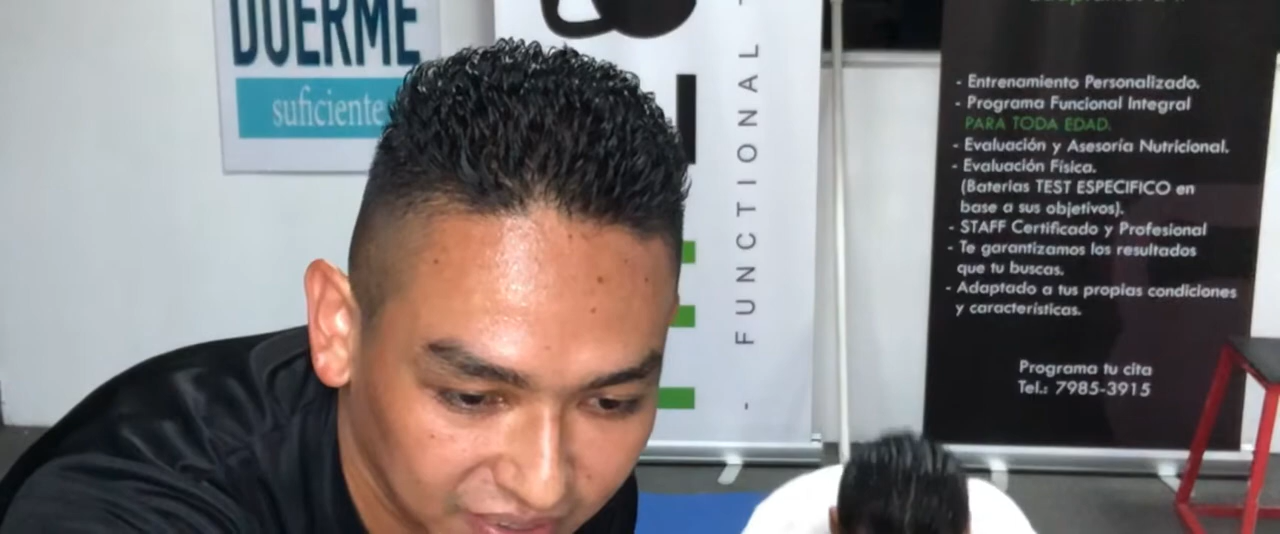 DUERME
suficiente
FUNCTIONAL
- Entrenamiento Personalizado.
- Programa Funcional Integral
PARA TODA EDAD.
- Evaluación y Asesoría Nutricional.
- Evaluación Física.
(Baterías TEST ESPECIFICO en
base a sus objetivos).
- STAFF Certificado y Profesional
- Te garantizamos los resultados
que tu buscas.
- Adaptado a tus propias condiciones
y características.
Programa tu cita
Tel.: 7985-3915